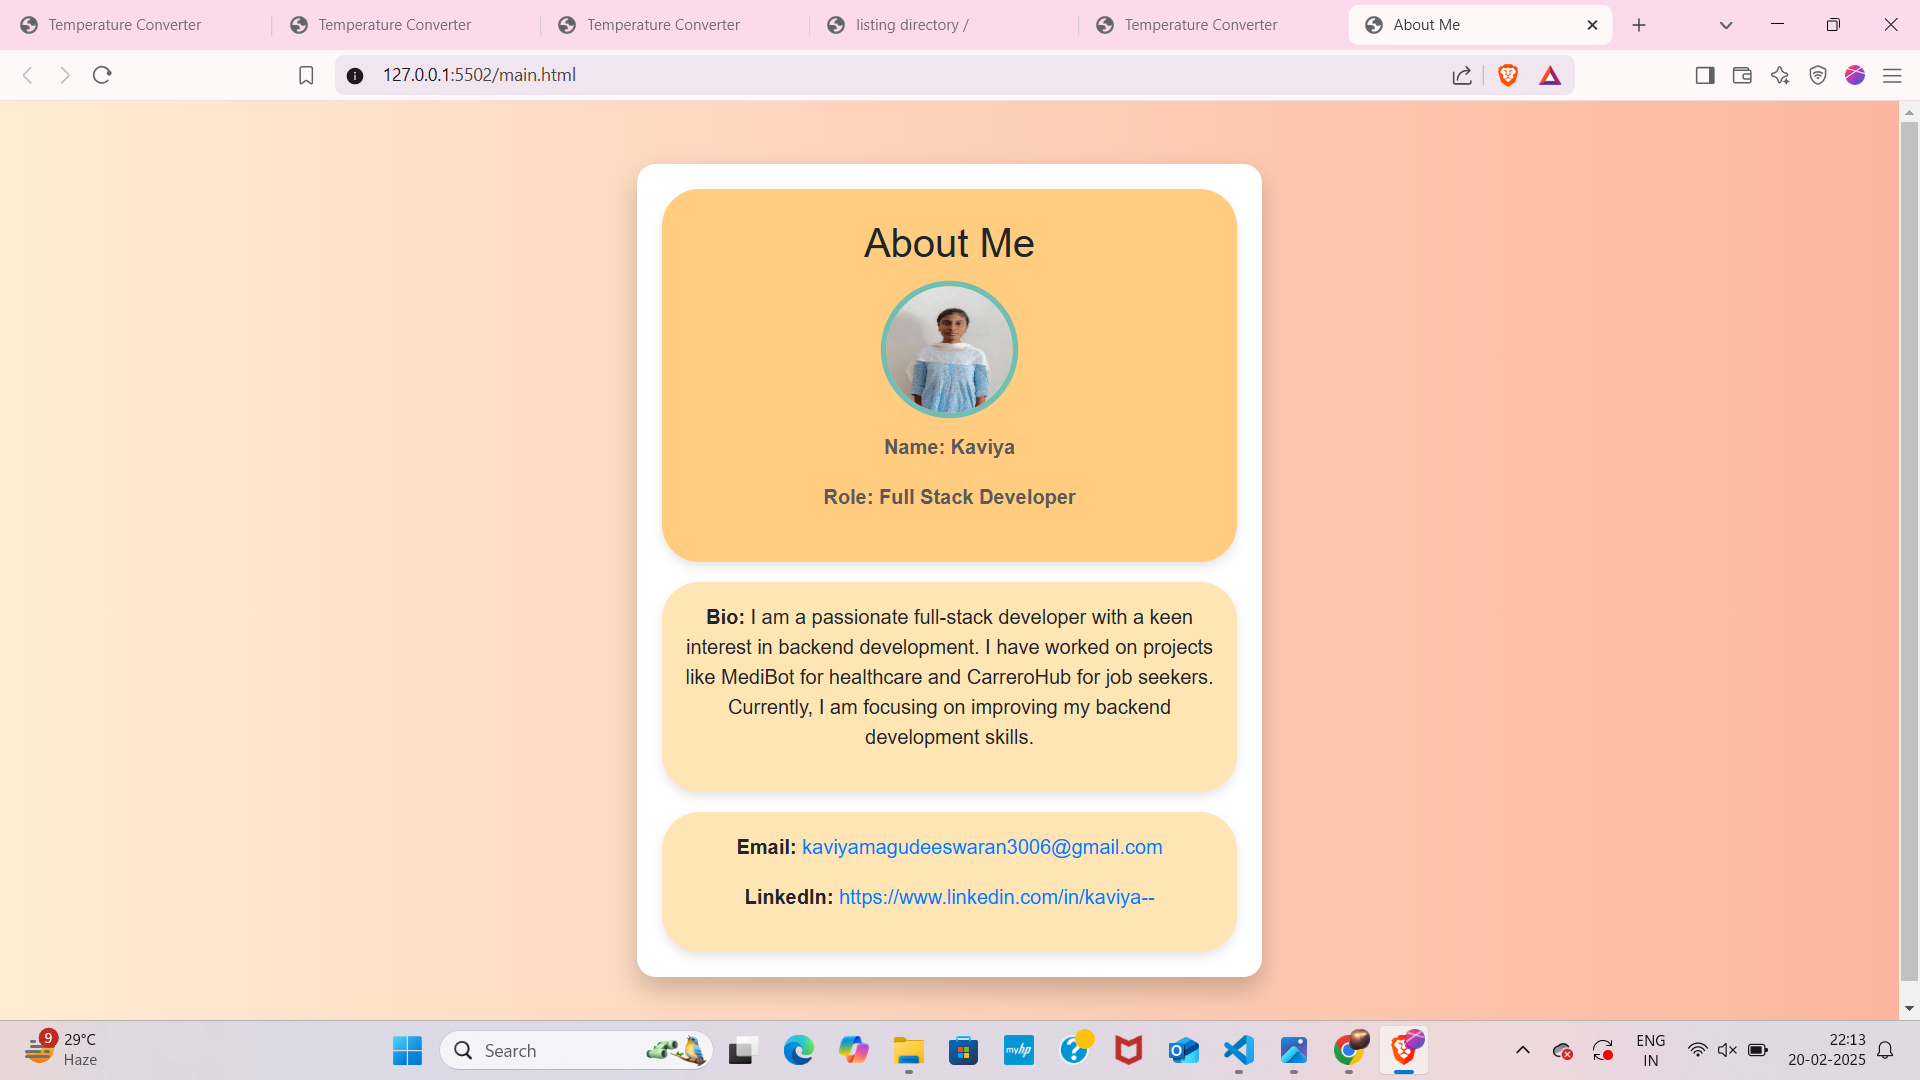 Temperature Converter
Temperature Converter
Temperature Converter
listing directory /
Temperature Converter
About Me
127.0.0.1:5502/main.html
About Me
Name: Kaviya
Role: Full Stack Developer
Bio: I am a passionate full-stack developer with a keen
interest in backend development. I have worked on projects
like MediBot for healthcare and CarreroHub for job seekers.
Currently, I am focusing on improving my backend
development skills.
Email: kaviyamagudeeswaran3006@gmail.com
LinkedIn: https://www.linkedin.com/in/kaviya--
9
29°C
Haze
Search
myhp
ENG
IN
22:13
20-02-2025